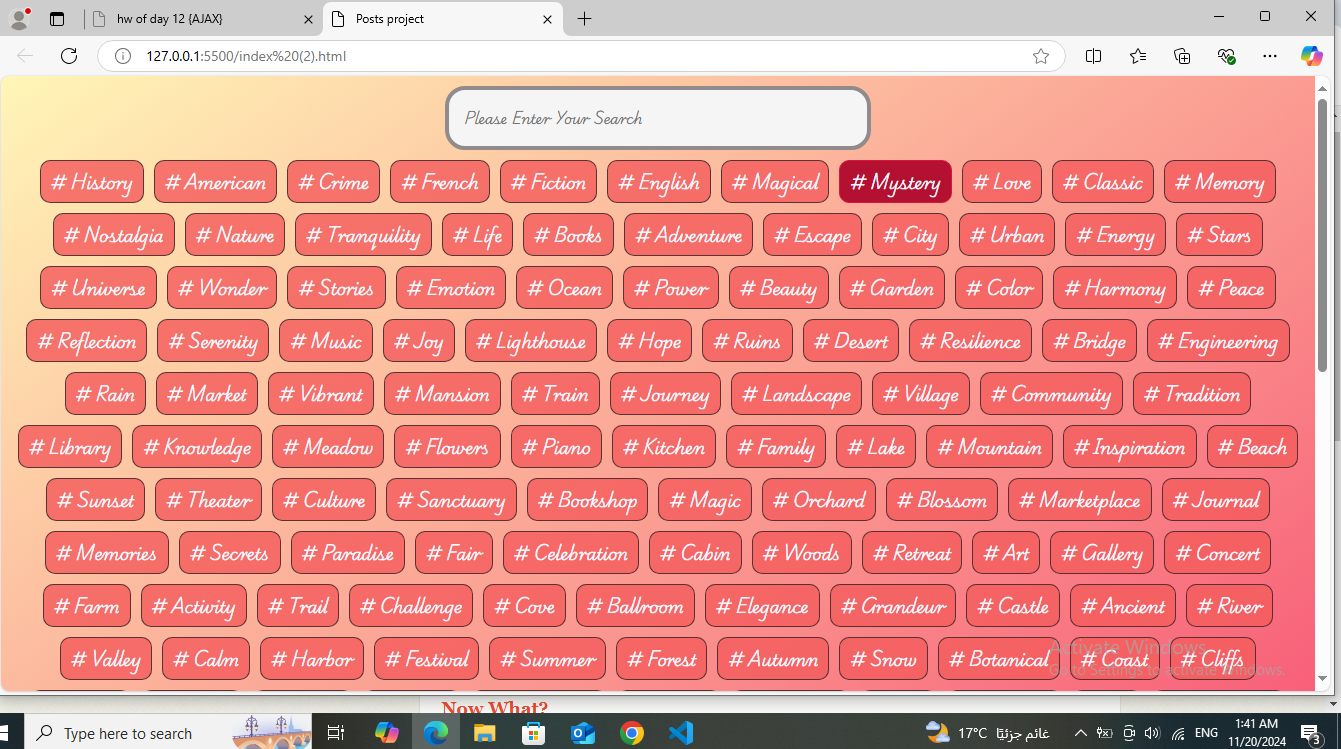 hw of day 12 {AJAX}
Posts project
127.0.0.1:5500/index%20(2).html
Please Enter Your Search
# History # American # Crime # French # Fiction # English # Magical # Mystery # Love # Classic # Memory
# Nostalgia # Nature # Tranquility # Life # Books # Adventure # Escape # City # Urban # Energy # Stars
# Universe # Wonder # Stories # Emotion # Ocean # Power # Beauty # Garden # Color # Harmony # Peace
# Reflection # Serenity # Music # Joy # Lighthouse # Hope # Ruins # Desert # Resilience # Bridge # Engineering
# Rain # Market # Vibrant # Mansion # Train # Journey # Landscape # Village # Community # Tradition
# Library # Knowledge # Meadow # Flowers # Piano # Kitchen # Family # Lake # Mountain # Inspiration # Beach
# Sunset # Theater # Culture # Sanctuary # Bookshop # Magic # Orchard # Blossom # Marketplace # Journal
# Memories # Secrets # Paradise # Fair # Celebration # Cabin # Woods # Retreat # Art # Gallery # Concert
# Farm # Activity # Trail # Challenge # Cove # Ballroom # Elegance # Grandeur # Castle # Ancient # River
# Valley # Calm # Harbor # Festival # Summer # Forest # Autumn # Snow # Botanical # Coast # Cliffs
Activate Windows
Go to Settings to activate Windows.
Now What?
Type here to search
17°C غائم جزئيًا
ENG
1:41 AM
11/20/2024
3